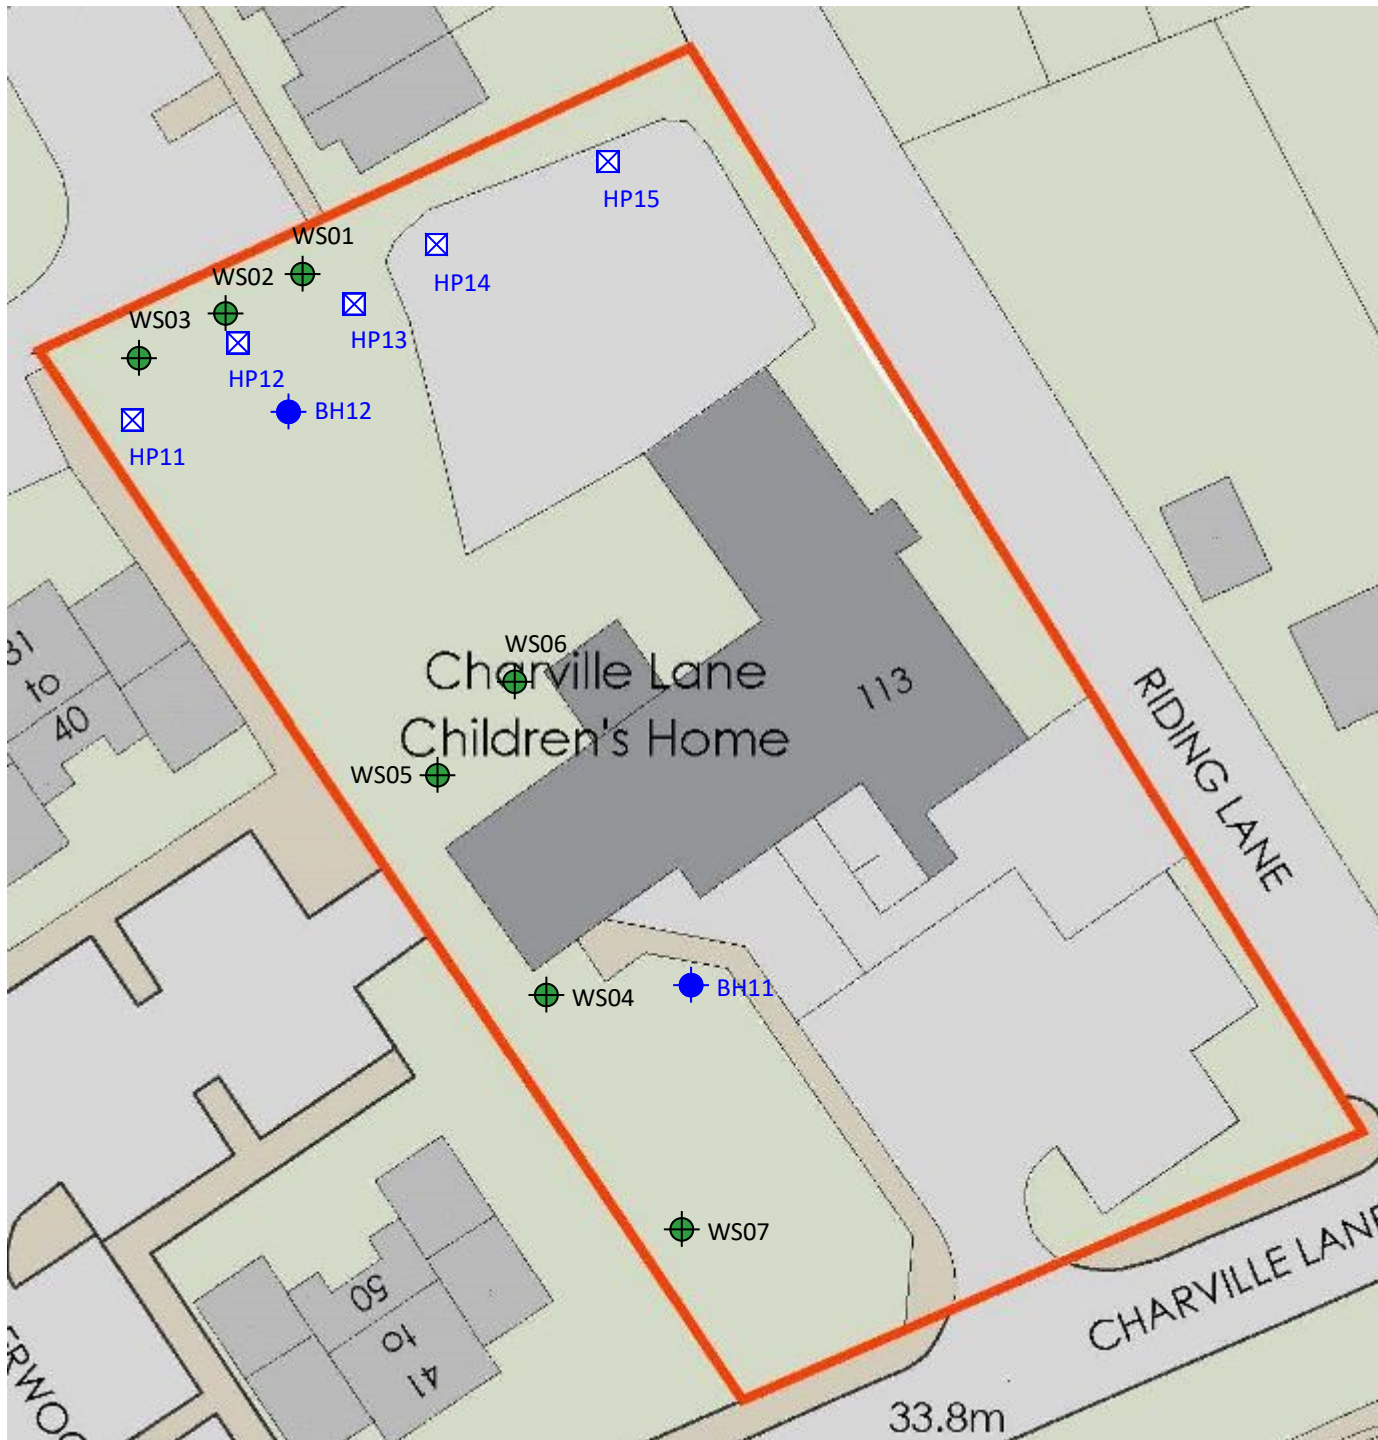 HP15
WS01
HP14
WS02
WS03
HP13
HP12
BH12
HP11
31
to
40
WS06
Charville Lane
Children's Home
113
WS05
RIDING LANE
WS04
BH11
WS07
50
to
41
CHARVILLE LANE
33.8m